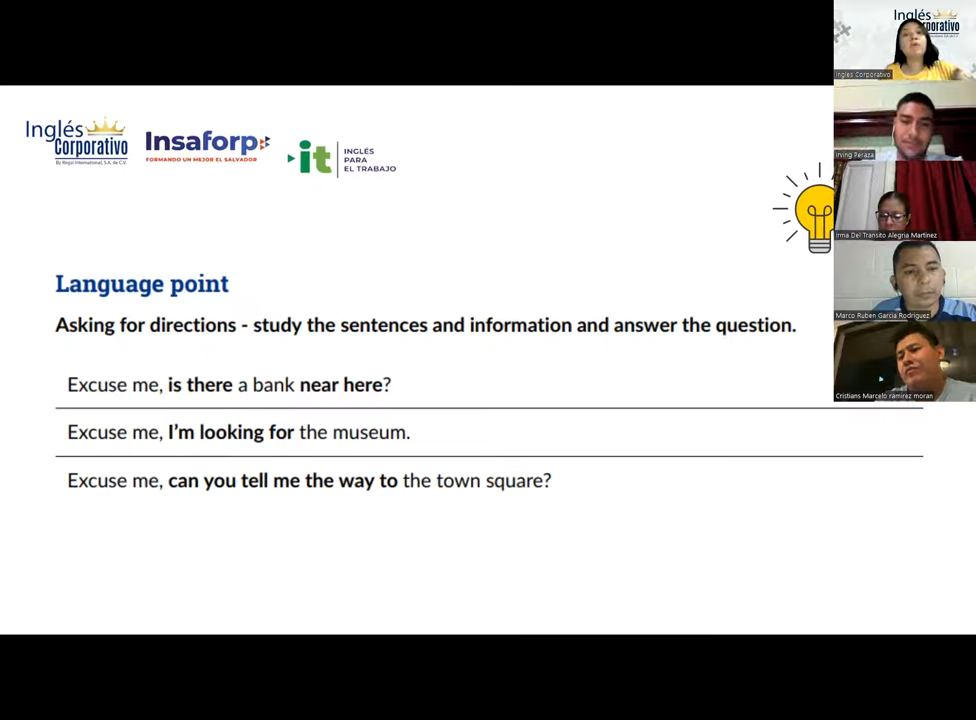 Inglés
Corporativo
By Regal International, S.A. de C.V.
Insaforp
FORMANDO UN MEJOR EL SALVADOR
it
INGLÉS
PARA
EL TRABAJO
Language point
Asking for directions - study the sentences and information and answer the question.
Excuse me, is there a bank near here?
Excuse me, I'm looking for the museum.
Excuse me, can you tell me the way to the town square?
Inglés
Corporativo
Ingles Corporativo
Irving Peraza
Irma Del Transito Alegria Martinez
Marco Ruben Garcia Rodriguez
Cristians Marcelo ramirez moran